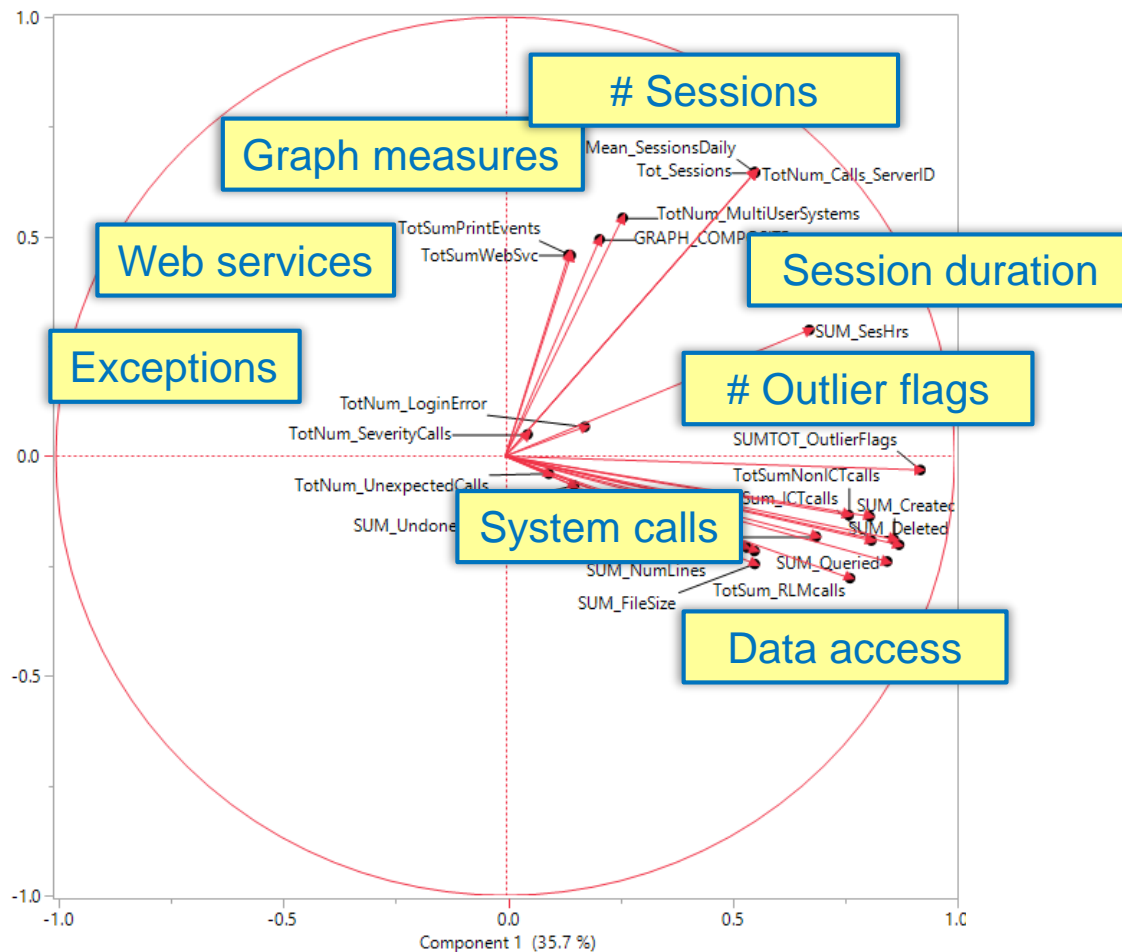 1.0
# Sessions
Graph measures
Mean_SessionsDaily
Tot_Sessions
TotNum_Calls_ServerID
TotNum_MultiUserSystems
TotSumPrintEvents
0.5
TotSumWebSvc
Web services
Session duration
SUM_SesHrs
Exceptions
# Outlier flags
TotNum_LoginError
TotNum_SeverityCalls
SUMTOT_OutlierFlags
0.0
TotSumNonICTcalls
TotNum_UnexpectedCalls
Sum_ICTcalls
SUM_Deleted
System calls
SUM_Queried
SUM_NumLines
TotSum_RLMcalls
SUM_FileSize
Data access
-0.5
-1.0
-1.0 -0.5 0.0 0.5 1.0
Component 1 (35.7 %)